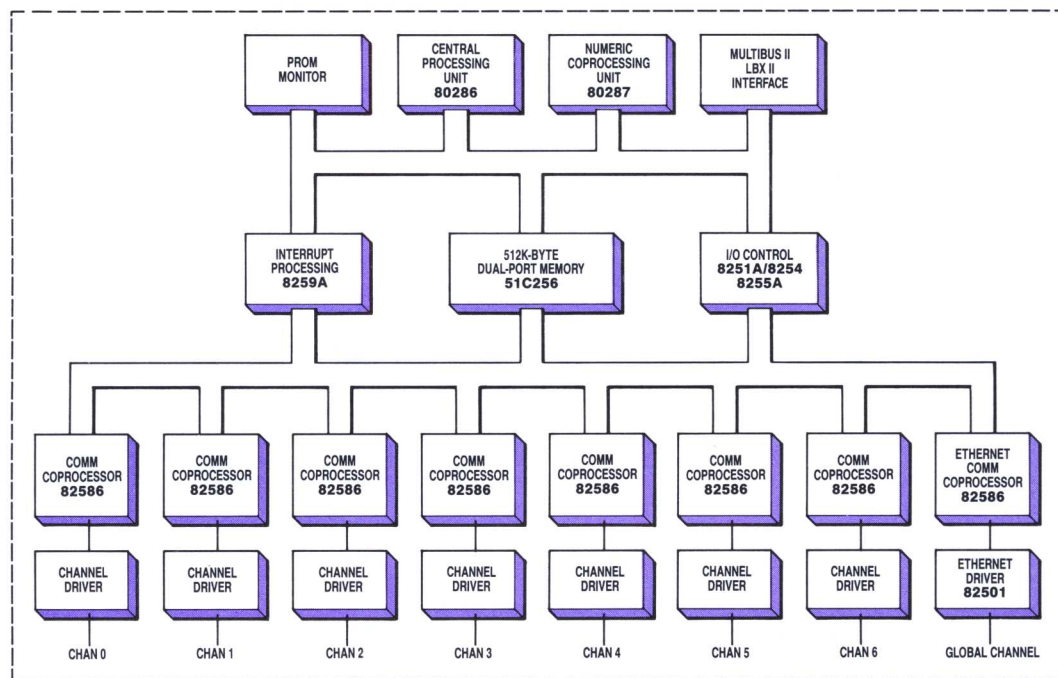 PROM
MONITOR
CENTRAL
PROCESSING
UNIT
80286
NUMERIC
COPROCESSING
UNIT
80287
MULTIBUS II
LBX II
INTERFACE
INTERRUPT
PROCESSING
8259A
512K-BYTE
DUAL-PORT MEMORY
51C256
I/O CONTROL
8251A/8254
8255A
COMM
COPROCESSOR
82586
COMM
COPROCESSOR
82586
COMM
COPROCESSOR
82586
COMM
COPROCESSOR
82586
COMM
COPROCESSOR
82586
COMM
COPROCESSOR
82586
COMM
COPROCESSOR
82586
ETHERNET
COMM
COPROCESSOR
82586
CHANNEL
DRIVER
CHANNEL
DRIVER
CHANNEL
DRIVER
CHANNEL
DRIVER
CHANNEL
DRIVER
CHANNEL
DRIVER
CHANNEL
DRIVER
ETHERNET
DRIVER
82501
CHAN 0
CHAN 1
CHAN 2
CHAN 3
CHAN 4
CHAN 5
CHAN 6
GLOBAL CHANNEL